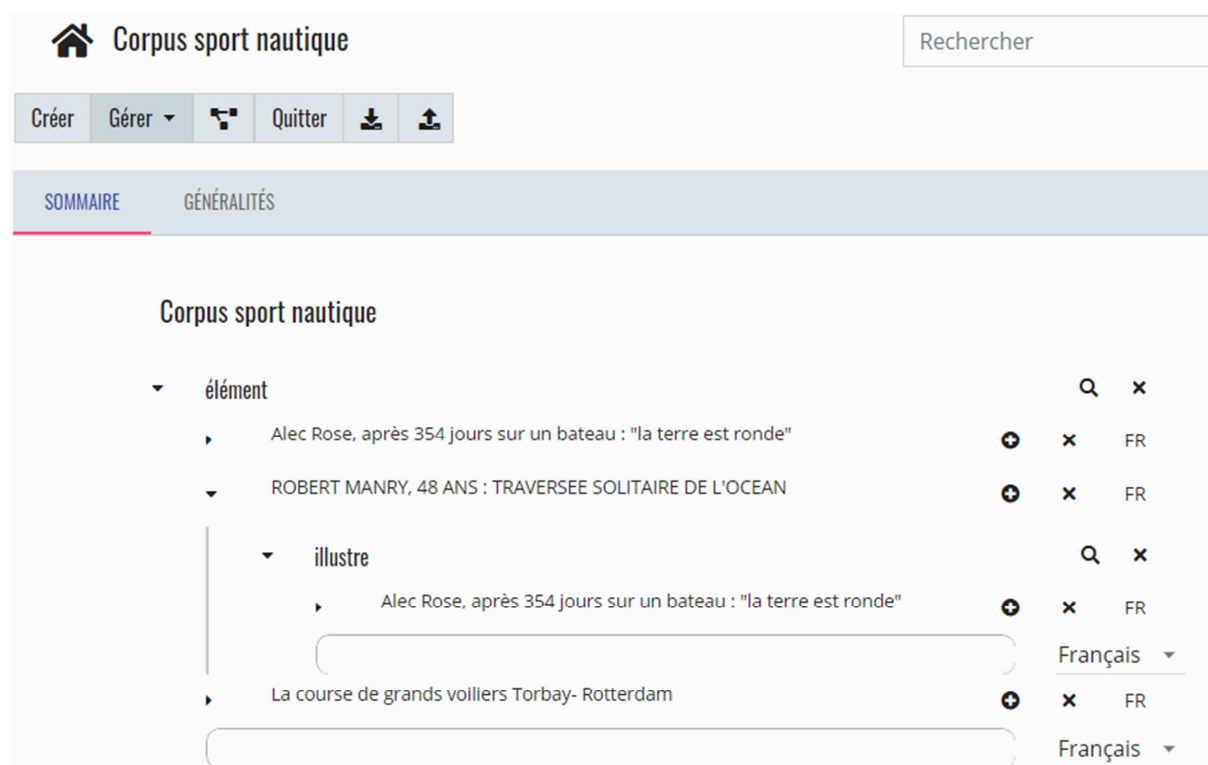 Corpus sport nautique
Rechercher
Créer Gérer Quitter
SOMMAIRE GÉNÉRALITÉS
Corpus sport nautique
élément
Alec Rose, après 354 jours sur un bateau : "la terre est ronde" FR
ROBERT MANRY, 48 ANS : TRAVERSEE SOLITAIRE DE L'OCEAN FR
illustre
Alec Rose, après 354 jours sur un bateau : "la terre est ronde" FR
Français
La course de grands voiliers Torbay- Rotterdam FR
Français